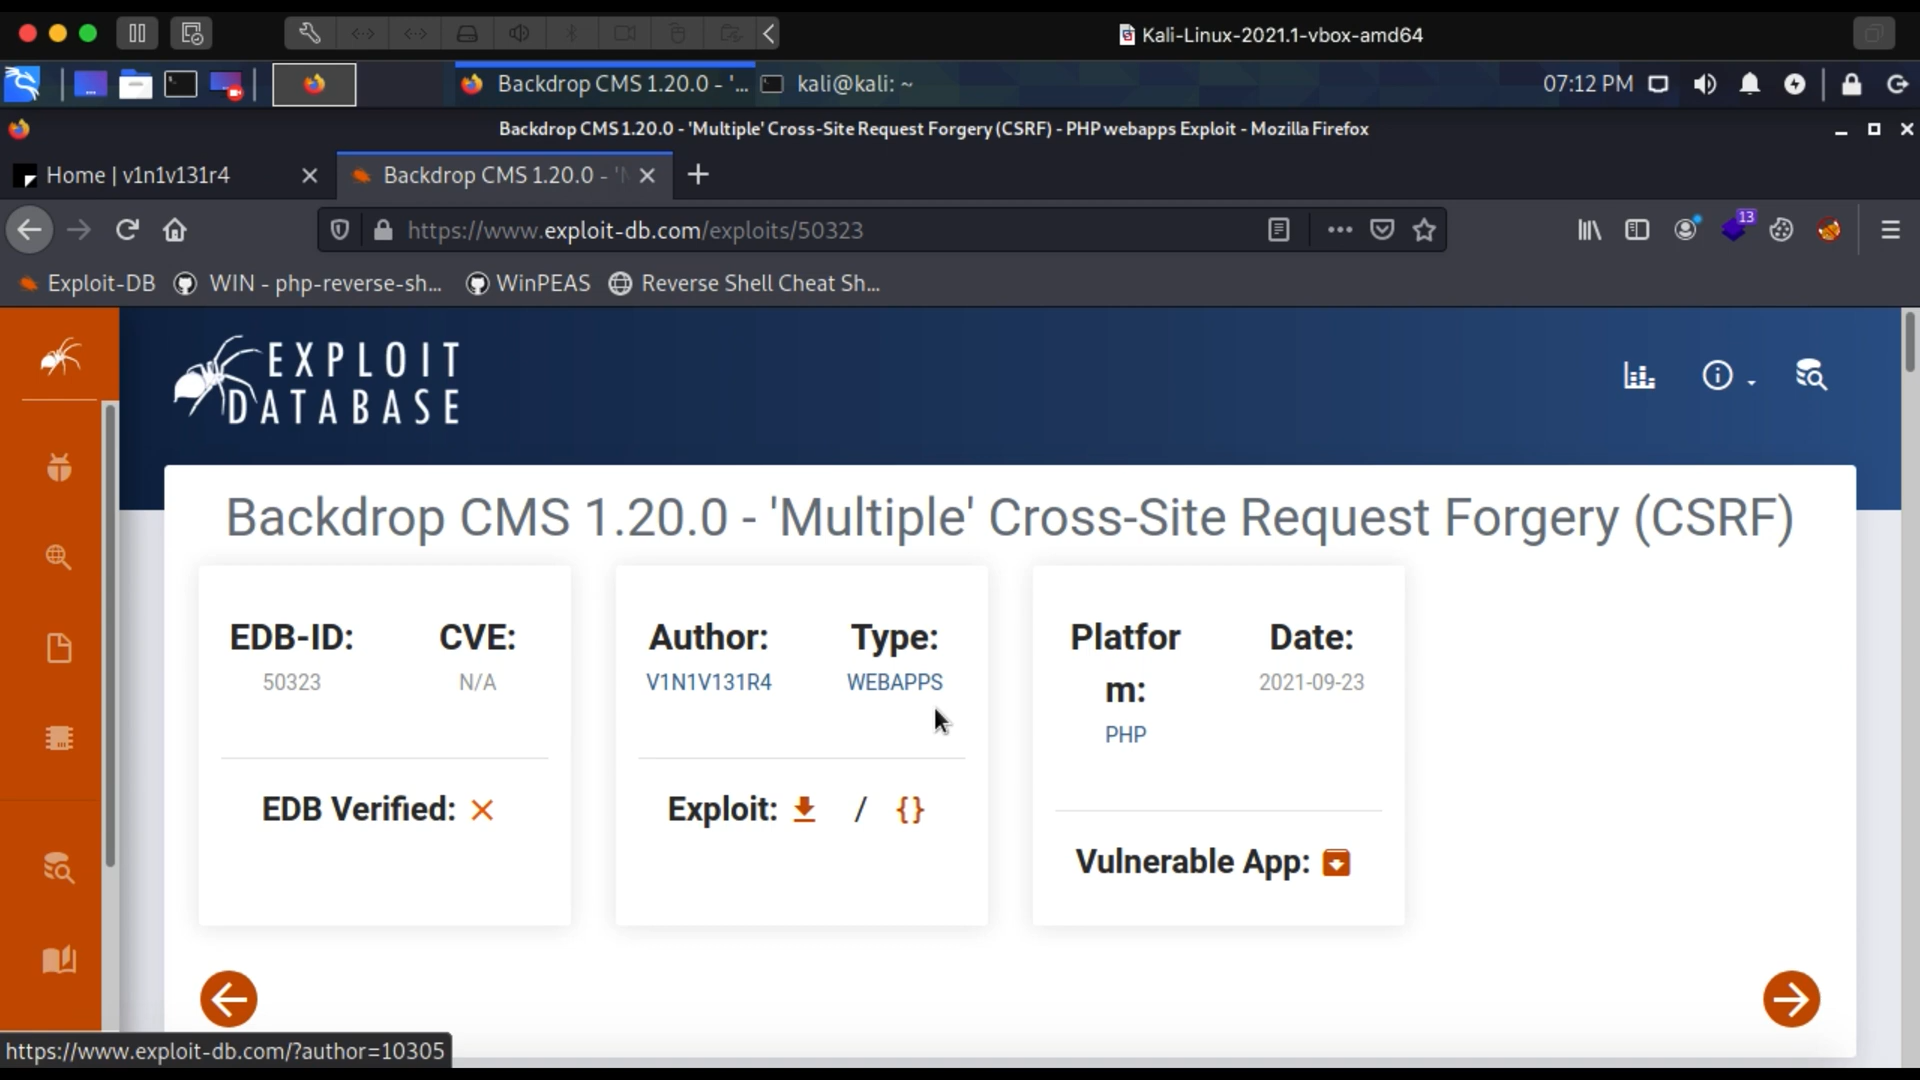 Kali-Linux-2021.1-vbox-amd64
Backdrop CMS 1.20.0 - '...
kali@kali: ~
07:12 PM
Backdrop CMS 1.20.0 - 'Multiple' Cross-Site Request Forgery (CSRF) - PHP webapps Exploit - Mozilla Firefox
Home | v1n1v131r4
Backdrop CMS 1.20.0 - '
https://www.exploit-db.com/exploits/50323
13
Exploit-DB
WIN - php-reverse-sh...
WinPEAS
Reverse Shell Cheat Sh...
EXPLOIT
DATABASE
Backdrop CMS 1.20.0 - 'Multiple' Cross-Site Request Forgery (CSRF)
EDB-ID:
50323
CVE:
N/A
EDB Verified:
Author:
V1N1V131R4
Type:
WEBAPPS
Exploit: / {}
Platfor
m:
PHP
Date:
2021-09-23
Vulnerable App:
https://www.exploit-db.com/?author=10305